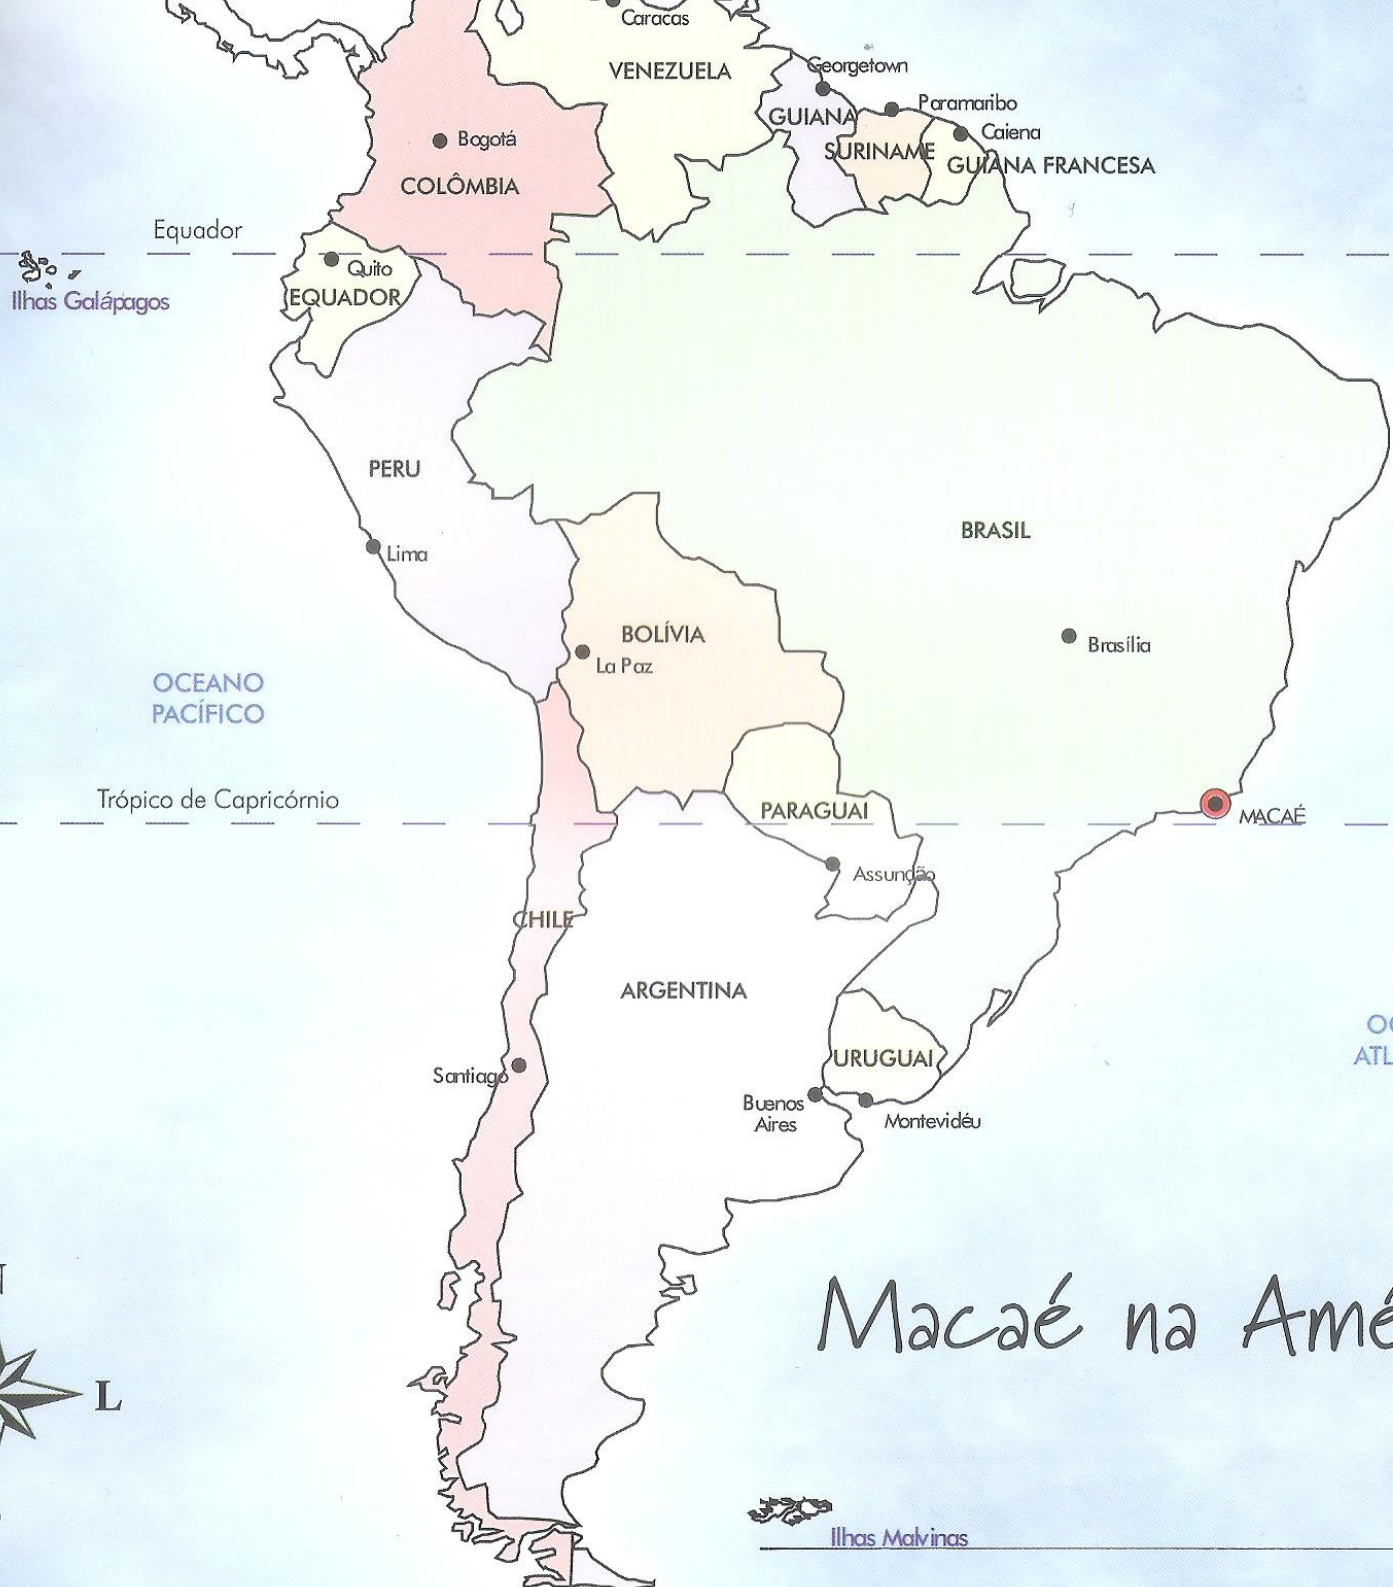 Caracas
VENEZUELA
Georgetown
Paramaribo
GUIANA
Caiena
Bogotá
SURINAME
GUIANA FRANCESA
COLÔMBIA
Equador
Quito
EQUADOR
Ilhas Galápagos
PERU
BRASIL
Lima
BOLÍVIA
Brasília
La Paz
OCEANO
PACÍFICO
Trópico de Capricórnio
PARAGUAI
MACAÉ
Assunção
CHILE
ARGENTINA
OC
ATL
URUGUAI
Santiago
Buenos
Aires
Montevidéu
Macaé na Amé
L
Ilhas Malvinas